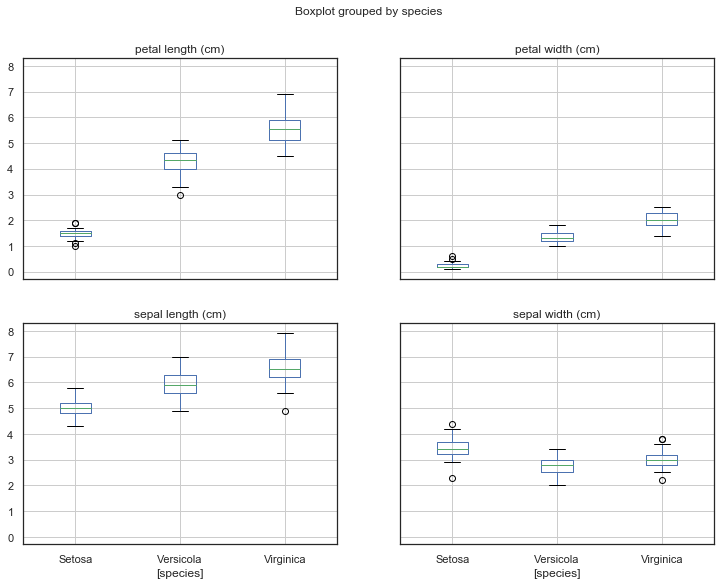 Boxplot grouped by species
petal length (cm)
petal width (cm)
8
7
6
5
4
3
2
1
0
sepal length (cm)
sepal width (cm)
8
7
6
5
4
3
2
1
0
Setosa Versicola Virginica
[species]
Setosa Versicola Virginica
[species]